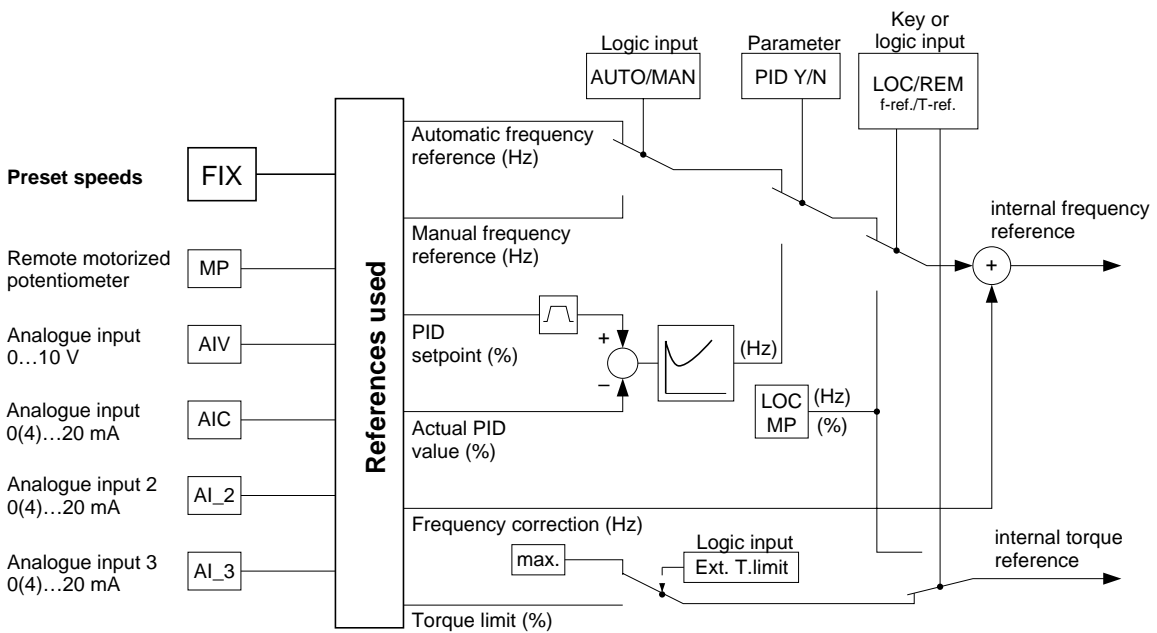 Key or
logic input
Logic input
Parameter
AUTO/MAN
PID Y/N
LOC/REM
f-ref./T-ref.
Automatic frequency
reference (Hz)
Preset speeds
FIX
Manual frequency
reference (Hz)
internal frequency
reference
+
Remote motorized
potentiometer
MP
References used
PID
setpoint (%)
+
–
(Hz)
Analogue input
0…10 V
AIV
LOC
MP
(Hz)
(%)
Analogue input
0(4)…20 mA
AIC
Actual PID
value (%)
Analogue input 2
0(4)…20 mA
AI_2
Frequency correction (Hz)
Logic input
Ext. T.limit
max.
internal torque
reference
Analogue input 3
0(4)…20 mA
AI_3
Torque limit (%)